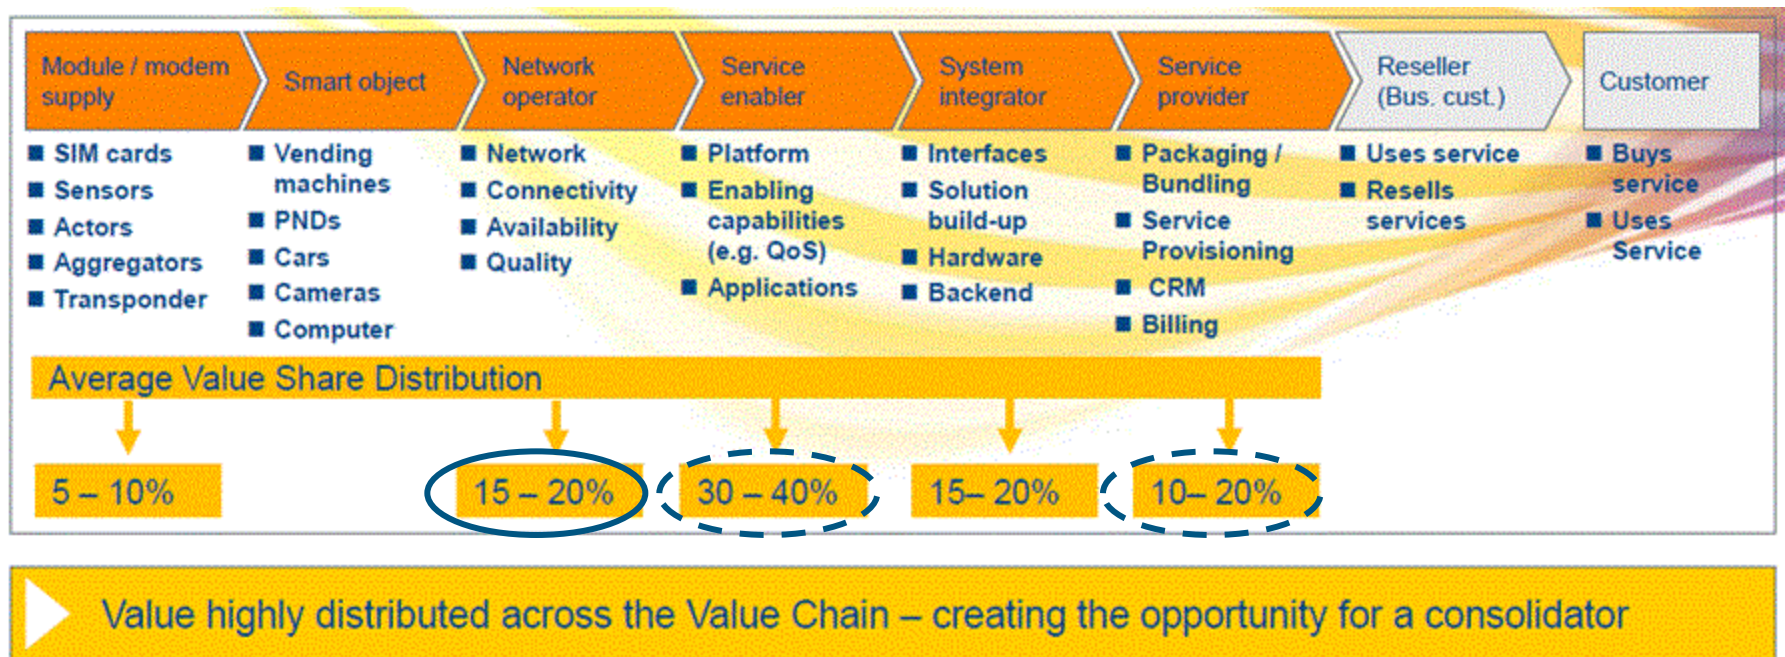 Module / modem
supply
Smart object
Network
operator
Service
enabler
System
integrator
Service
provider
Reseller
(Bus. cust.)
Customer
SIM cards
Sensors
Actors
Aggregators
Transponder
Vending
machines
PNDs
Cars
Cameras
Computer
Network
Connectivity
Availability
Quality
Platform
Enabling
capabilities
(e.g. QoS)
Applications
Interfaces
Solution
build-up
Hardware
Backend
Packaging /
Bundling
Service
Provisioning
CRM
Billing
Uses service
Resells
services
Buys
service
Uses
Service
Average Value Share Distribution
5 – 10%
15 – 20%
30 – 40%
15– 20%
10– 20%
Value highly distributed across the Value Chain – creating the opportunity for a consolidator